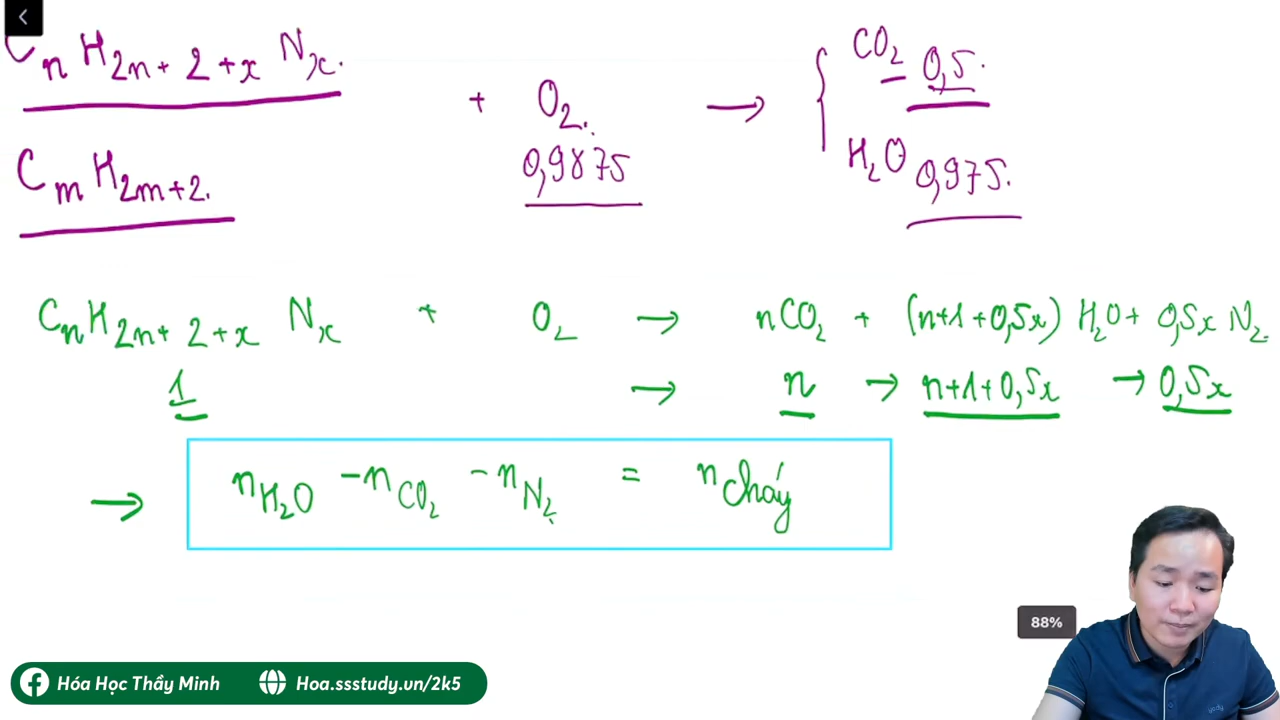 CnH2n+2+xNx.
+ O2. → { CO2 0,5.
0,9875
H2O 0,975.
CmH2m+2.
CnH2n+2+x Nx + O2 → nCO2 + (n+1+0,5x) H2O + 0,5x N2.
1 → n → n+1+0,5x → 0,5x
→ nH2O - nCO2 - nN2 = ncháy
88%
Hóa Học Thầy Minh
Hoa.ssstudy.vn/2k5